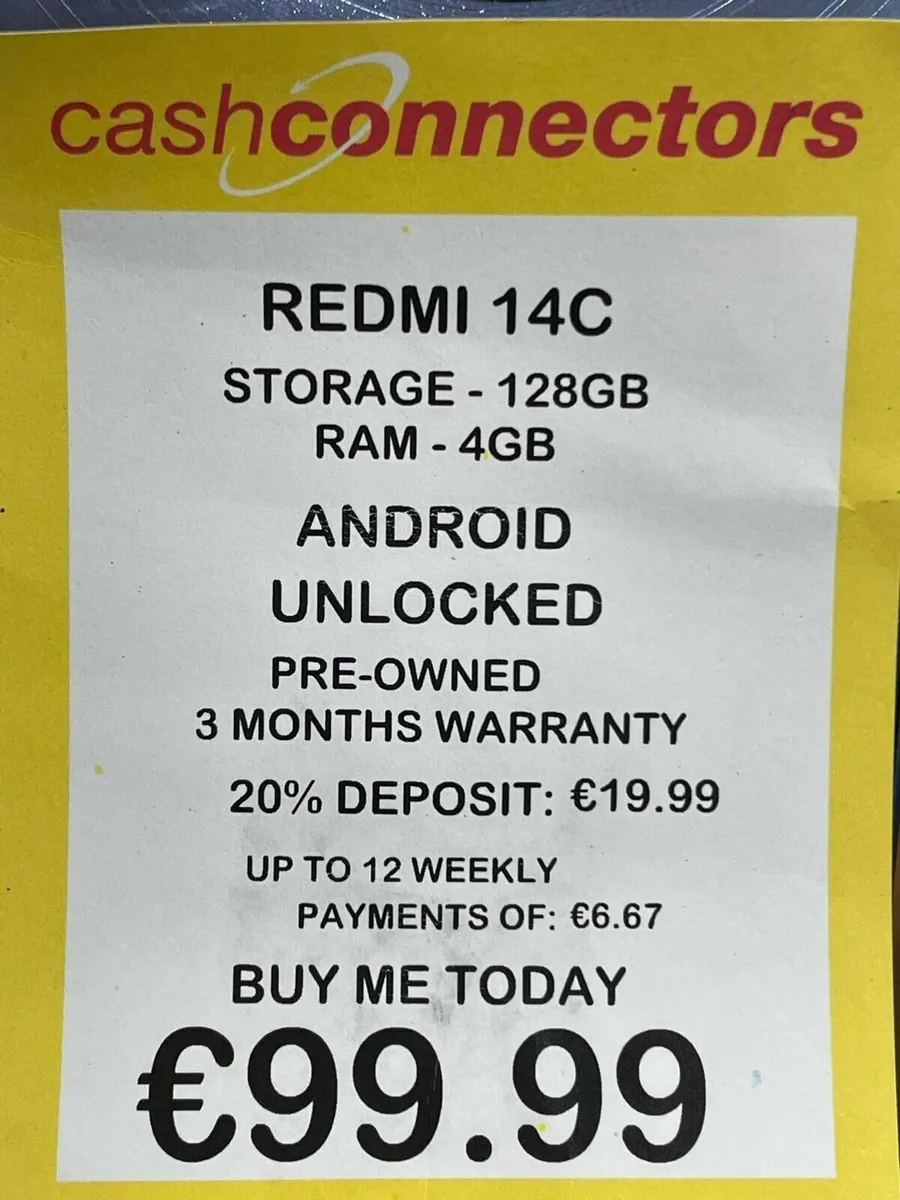 cashconnectors
REDMI 14C
STORAGE - 128GB
RAM - 4GB
ANDROID
UNLOCKED
PRE-OWNED
3 MONTHS WARRANTY
20% DEPOSIT: €19.99
UP TO 12 WEEKLY
PAYMENTS OF: €6.67
BUY ME TODAY
€99.99